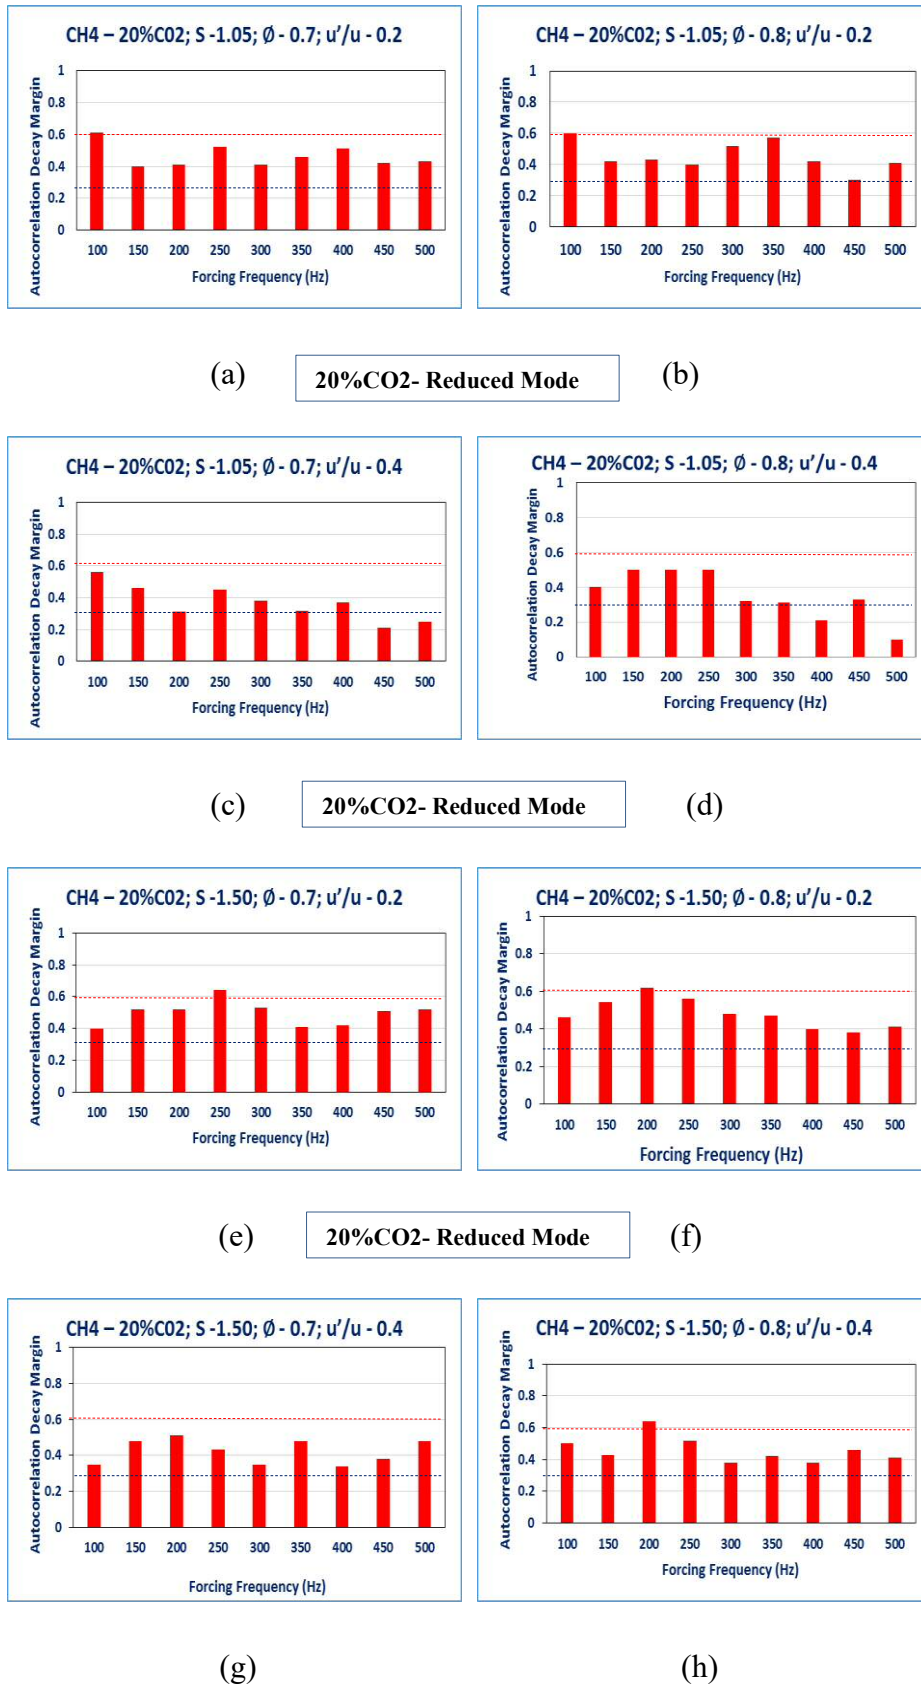 CH4 – 20%C02; S -1.05; Ø - 0.7; u'/u - 0.2
Autocorrelation Decay Margin
1
0.8
0.6
0.4
0.2
0
100 150 200 250 300 350 400 450 500
Forcing Frequency (Hz)
CH4 – 20%C02; S -1.05; Ø - 0.8; u'/u - 0.2
Autocorrelation Decay Margin
1
0.8
0.6
0.4
0.2
0
100 150 200 250 300 350 400 450 500
Forcing Frequency (Hz)
(a) 20%CO2- Reduced Mode (b)
CH4 – 20%C02; S -1.05; Ø - 0.7; u'/u - 0.4
Autocorrelation Decay Margin
1
0.8
0.6
0.4
0.2
0
100 150 200 250 300 350 400 450 500
Forcing Frequency (Hz)
CH4 – 20%C02; S -1.05; Ø - 0.8; u'/u - 0.4
Autocorrelation Decay Margin
1
0.8
0.6
0.4
0.2
0
100 150 200 250 300 350 400 450 500
Forcing Frequency (Hz)
(c) 20%CO2- Reduced Mode (d)
CH4 – 20%C02; S -1.50; Ø - 0.7; u'/u - 0.2
Autocorrelation Decay Margin
1
0.8
0.6
0.4
0.2
0
100 150 200 250 300 350 400 450 500
Forcing Frequency (Hz)
CH4 – 20%C02; S -1.50; Ø - 0.8; u'/u - 0.2
Autocorrelation Decay Margin
1
0.8
0.6
0.4
0.2
0
100 150 200 250 300 350 400 450 500
Forcing Frequency (Hz)
(e) 20%CO2- Reduced Mode (f)
CH4 – 20%C02; S -1.50; Ø - 0.7; u'/u - 0.4
Autocorrelation Decay Margin
1
0.8
0.6
0.4
0.2
0
100 150 200 250 300 350 400 450 500
Forcing Frequency (Hz)
CH4 – 20%C02; S -1.50; Ø - 0.8; u'/u - 0.4
Autocorrelation Decay Margin
1
0.8
0.6
0.4
0.2
0
100 150 200 250 300 350 400 450 500
Forcing Frequency (Hz)
(g) (h)